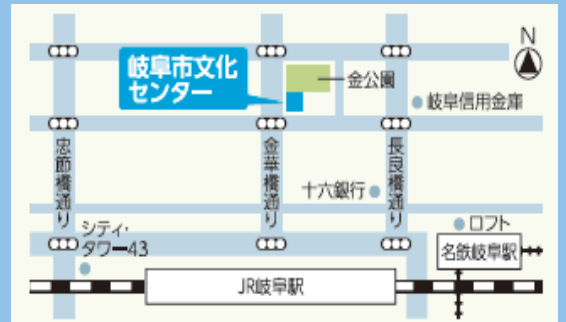 N
岐阜市文化
センター
金公園
岐阜信用金庫
忠節橋通り
金華橋通り
長良橋通り
十六銀行
シティ・
タワー43
ロフト
名鉄岐阜駅
JR岐阜駅